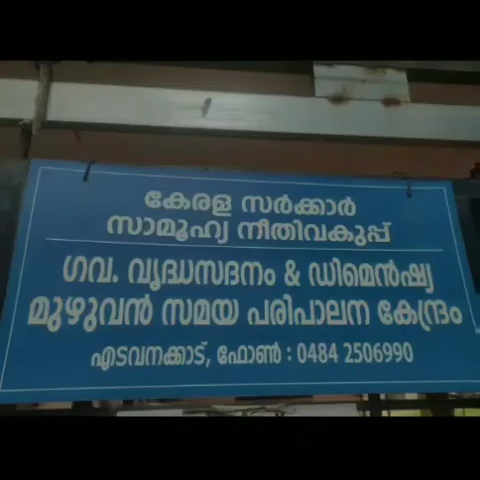 കേരള സർക്കാർ
സാമൂഹ്യ നീതിവകുപ്പ്
ഗവ. വൃദ്ധസദനം & ഡിമെൻഷ്യ
മുഴുവൻ സമയ പരിപാലന കേന്ദ്രം
എടവനക്കാട്, ഫോൺ : 0484 2506990